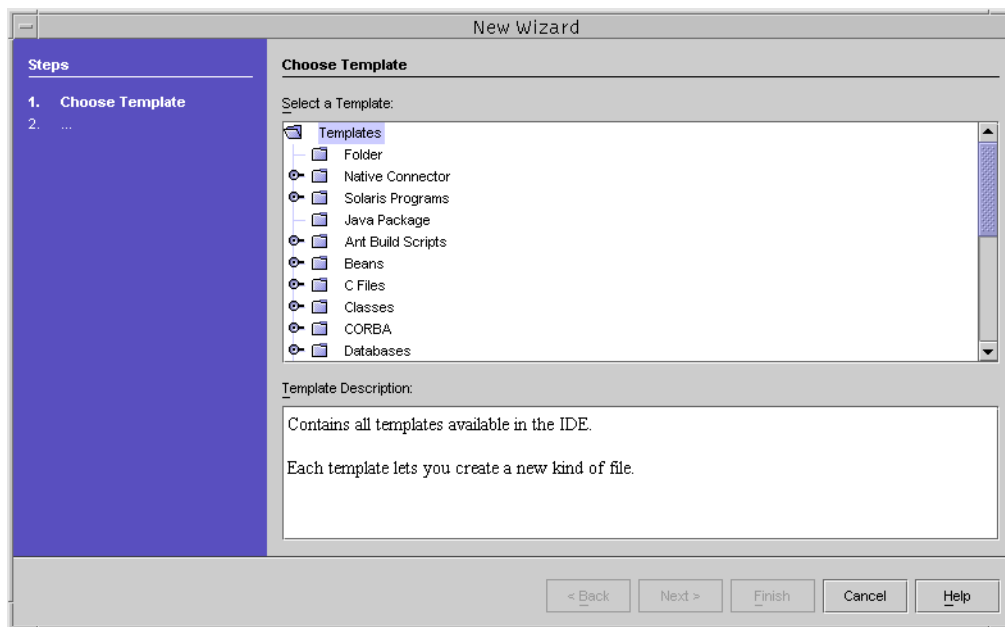 New Wizard
Steps
1. Choose Template
2. ...
Choose Template
Select a Template:
Templates
Folder
Native Connector
Solaris Programs
Java Package
Ant Build Scripts
Beans
C Files
Classes
CORBA
Databases
Template Description:
Contains all templates available in the IDE.
Each template lets you create a new kind of file.
< Back
Next >
Finish
Cancel
Help